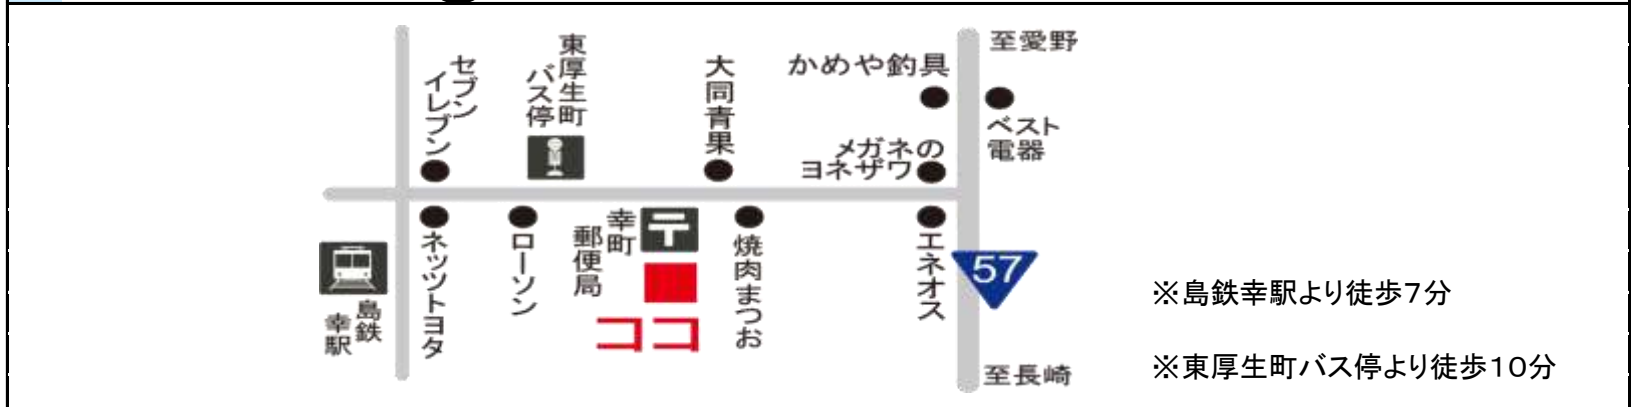 至愛野
かめや釣具
ベスト
電器
メガネの
ヨネザワ
大同青果
東厚生町
バス停
セブン
イレブン
ネッツトヨタ
ローソン
幸町
郵便局
〒
焼肉まつお
エネオス
57
島鉄
幸駅
ココ
至長崎
※島鉄幸駅より徒歩7分
※東厚生町バス停より徒歩10分